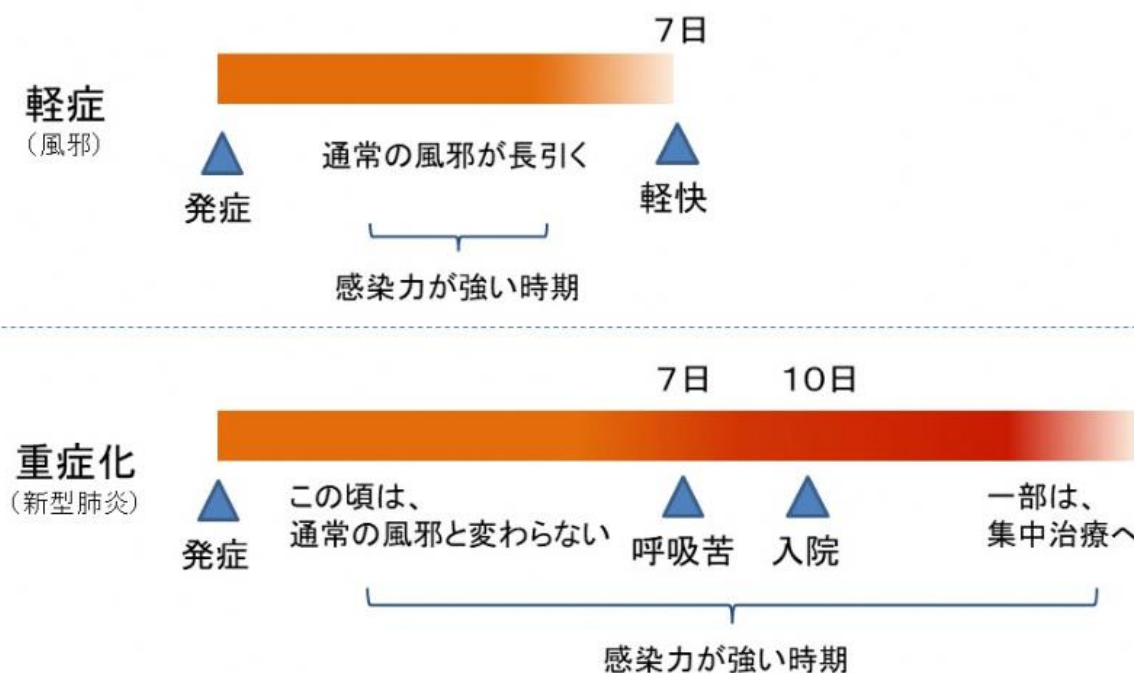 7日
軽症
（風邪）
発症
通常の風邪が長引く
軽快
感染力が強い時期
7日
10日
重症化
（新型肺炎）
発症
この頃は、
通常の風邪と変わらない
呼吸苦
入院
一部は、
集中治療へ
感染力が強い時期